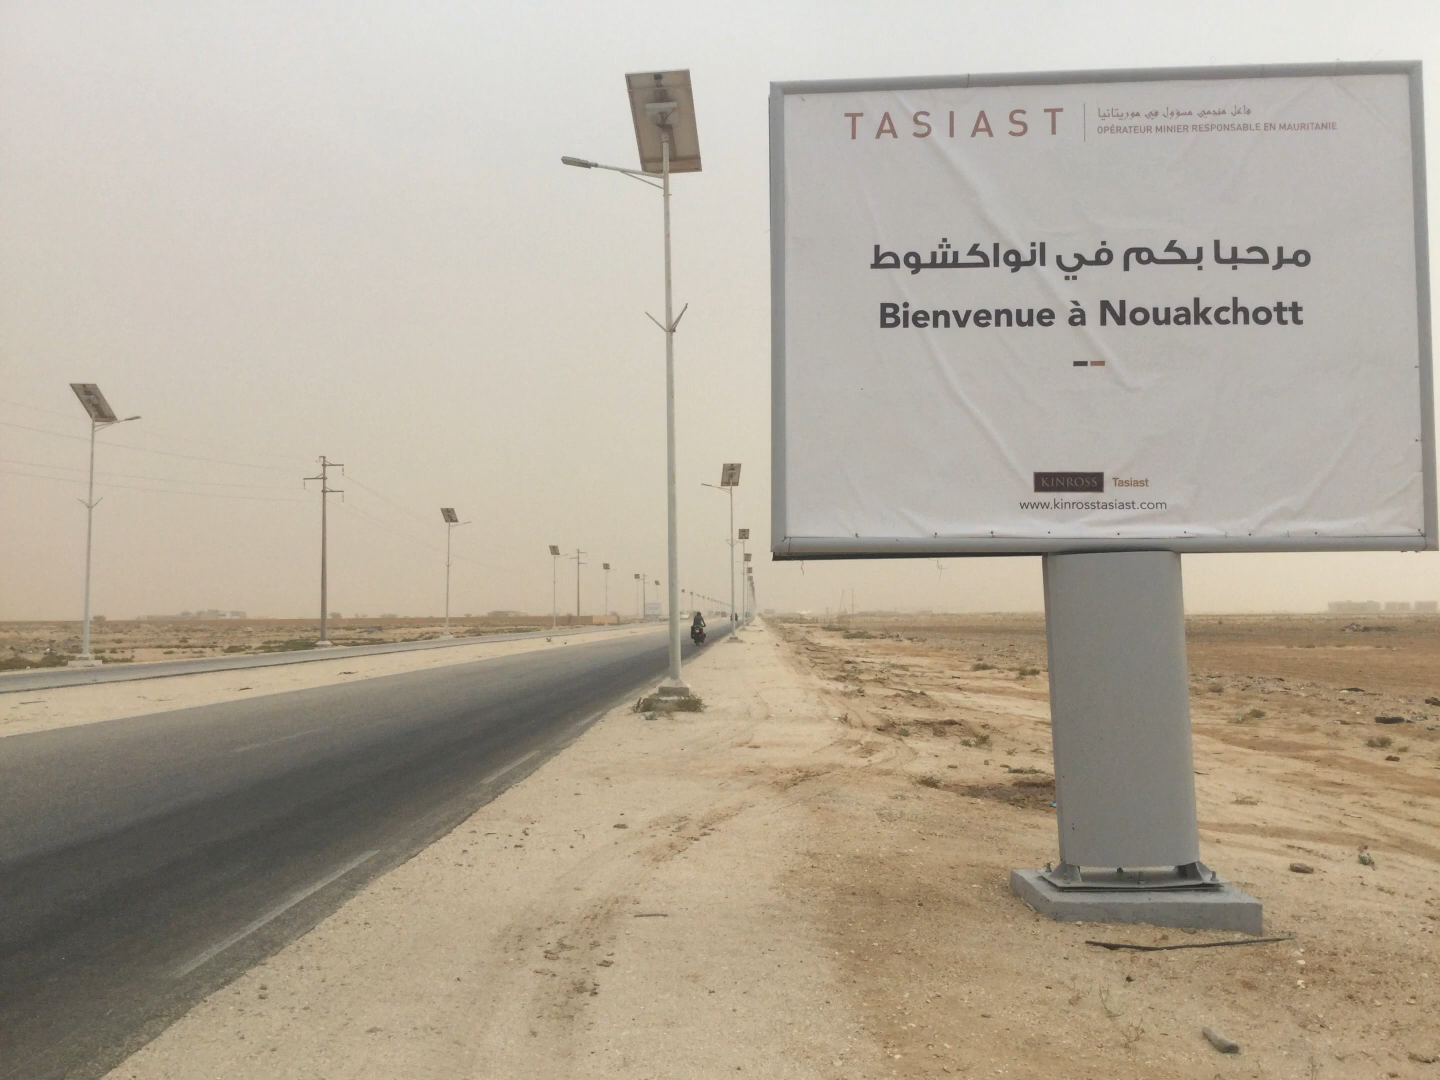 TASIAST
فاعل منجمي مسؤول في موريتانيا
OPÉRATEUR MINIER RESPONSABLE EN MAURITANIE
مرحبا بكم في انواكشوط
Bienvenue à Nouakchott
KINROSS Tasiast
www.kinrosstasiast.com